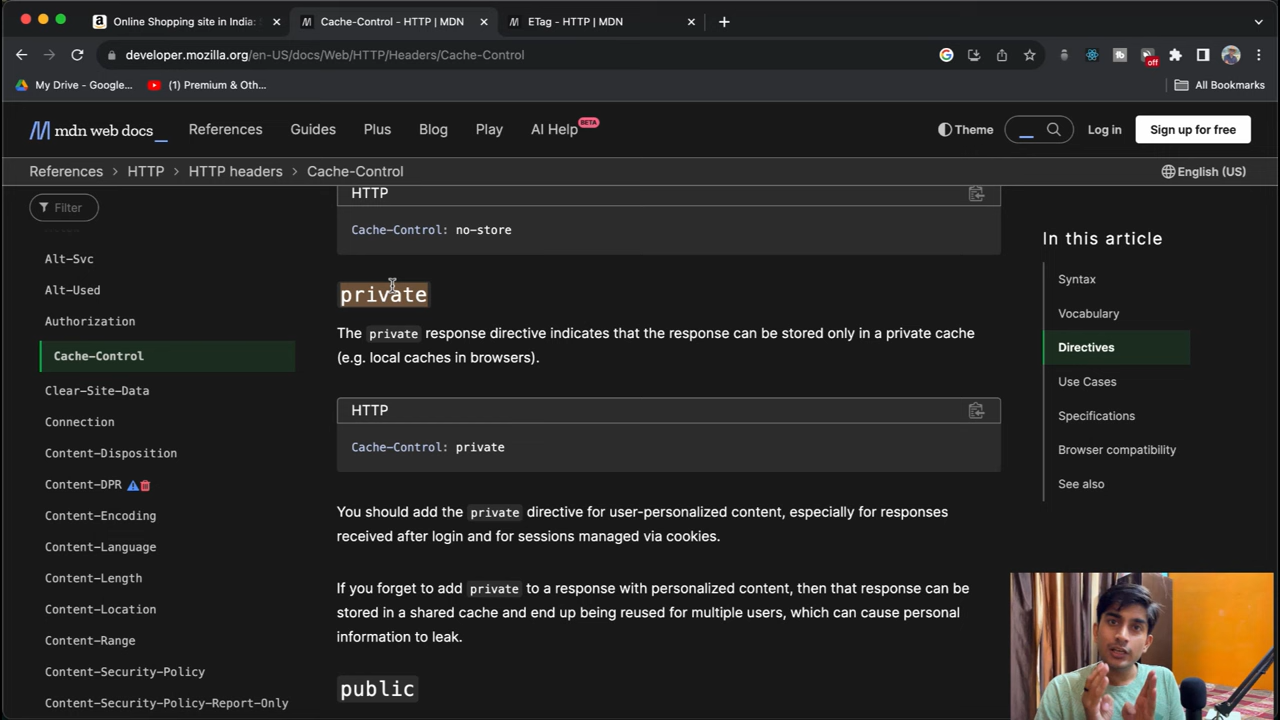 Online Shopping site in India:
Cache-Control - HTTP | MDN
ETag - HTTP | MDN
developer.mozilla.org/en-US/docs/Web/HTTP/Headers/Cache-Control
off
My Drive - Google...
(1) Premium & Oth...
All Bookmarks
mdn web docs_
References
Guides
Plus
Blog
Play
AI Help
BETA
Theme
Log in
Sign up for free
References
HTTP
HTTP headers
Cache-Control
English (US)
Filter
Alt-Svc
Alt-Used
Authorization
Cache-Control
Clear-Site-Data
Connection
Content-Disposition
Content-DPR
Content-Encoding
Content-Language
Content-Length
Content-Location
Content-Range
Content-Security-Policy
Content-Security-Policy-Report-Only
HTTP
Cache-Control: no-store
private
The private response directive indicates that the response can be stored only in a private cache
(e.g. local caches in browsers).
HTTP
Cache-Control: private
You should add the private directive for user-personalized content, especially for responses
received after login and for sessions managed via cookies.
If you forget to add private to a response with personalized content, then that response can be
stored in a shared cache and end up being reused for multiple users, which can cause personal
information to leak.
public
In this article
Syntax
Vocabulary
Directives
Use Cases
Specifications
Browser compatibility
See also